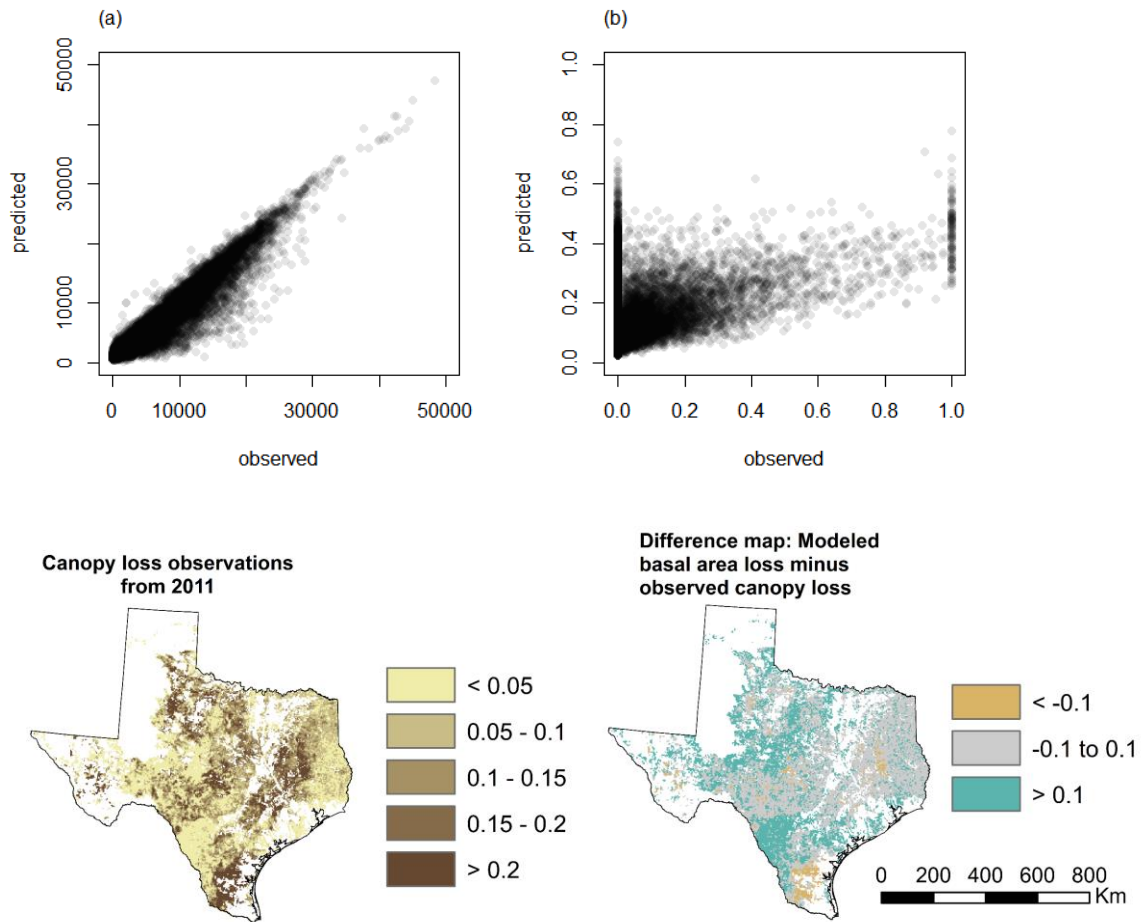 (a)
50000
30000
10000
0
predicted
0
10000
30000
50000
observed
(b)
1.0
0.8
0.6
0.4
0.2
0.0
predicted
0.0
0.2
0.4
0.6
0.8
1.0
observed
Canopy loss observations
from 2011
< 0.05
0.05 - 0.1
0.1 - 0.15
0.15 - 0.2
> 0.2
Difference map: Modeled
basal area loss minus
observed canopy loss
< -0.1
-0.1 to 0.1
> 0.1
0 200 400 600 800
Km